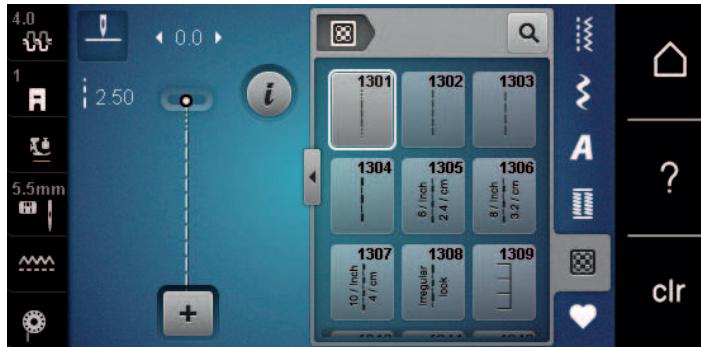 4.0
1
5.5mm
0.0
2.50
i
+
1301
1302
1303
1304
1305
6 / Inch
2.4 / cm
1306
8 / Inch
3.2 / cm
1307
10 / Inch
4 / cm
1308
irregular
look
1309
A
?
clr